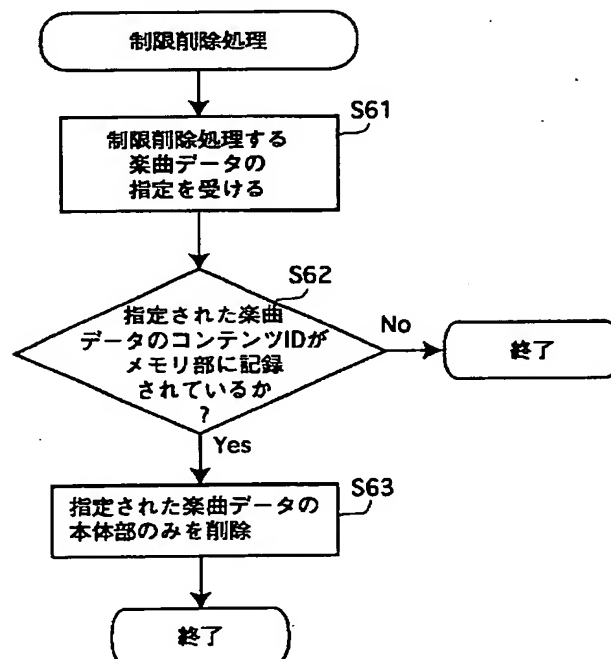 制限削除処理
S61
制限削除処理する
楽曲データの
指定を受ける
S62
指定された楽曲
データのコンテンツIDが
メモリ部に記録
されているか
?
No
終了
Yes
S63
指定された楽曲データの
本体部のみを削除
終了